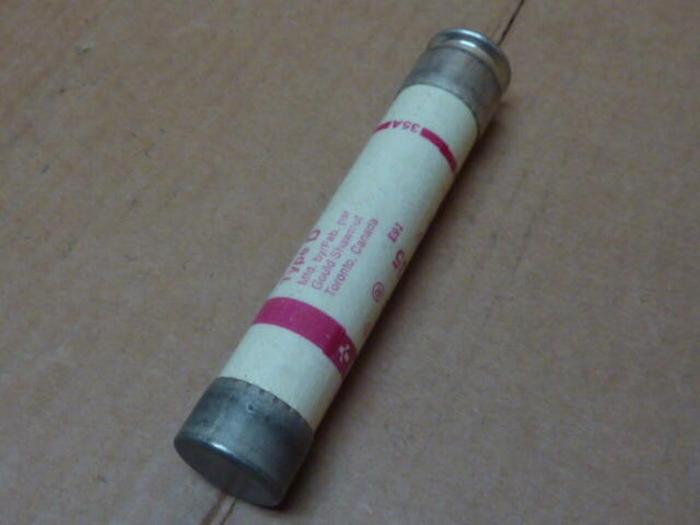 35A
Type D
Mfd. by/Fab. par
Gould Shawmut
Toronto, Canada